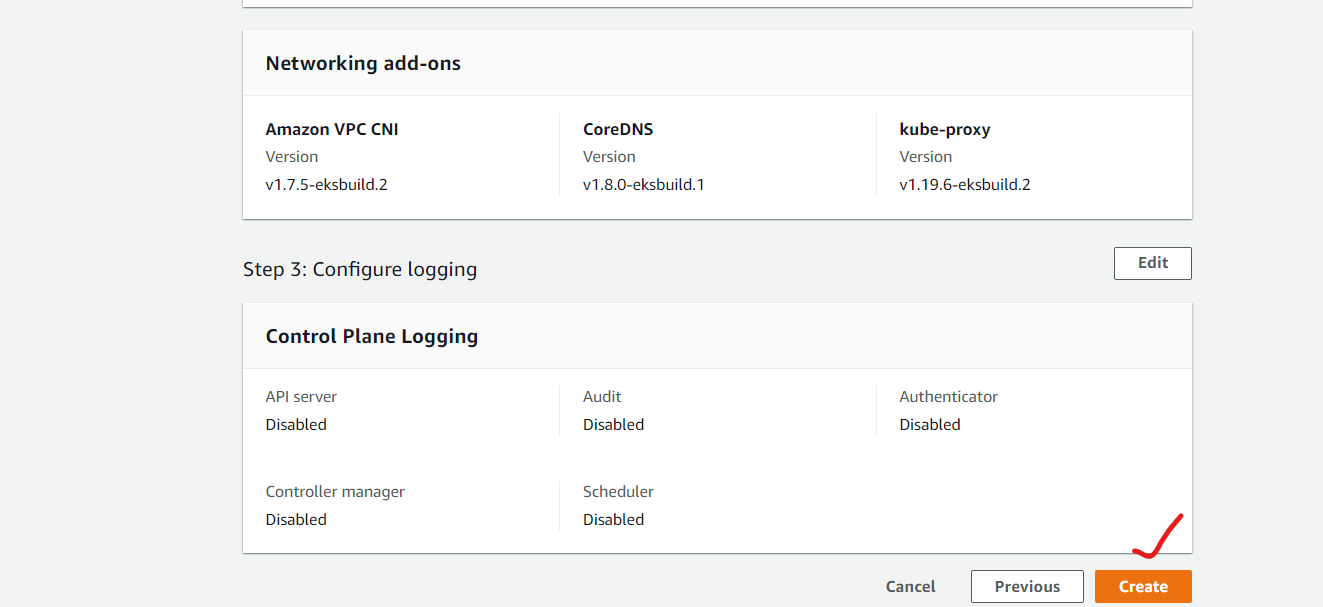 Networking add-ons
Amazon VPC CNI
Version
v1.7.5-eksbuild.2
CoreDNS
Version
v1.8.0-eksbuild.1
kube-proxy
Version
v1.19.6-eksbuild.2
Step 3: Configure logging
Edit
Control Plane Logging
API server
Disabled
Audit
Disabled
Authenticator
Disabled
Controller manager
Disabled
Scheduler
Disabled
Cancel
Previous
Create